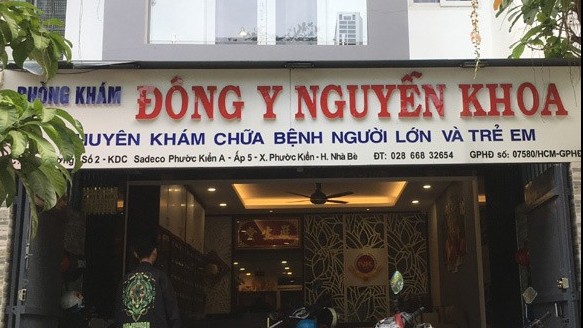 PHÒNG KHÁM ĐÔNG Y NGUYỄN KHOA
CHUYÊN KHÁM CHỮA BỆNH NGƯỜI LỚN VÀ TRẺ EM
Số 2 - KDC Sadeco Phước Kiển A - Ấp 5 - X. Phước Kiển - H. Nhà Bè ĐT: 028 668 32654 GPHĐ số: 07580/HCM-GPHĐ